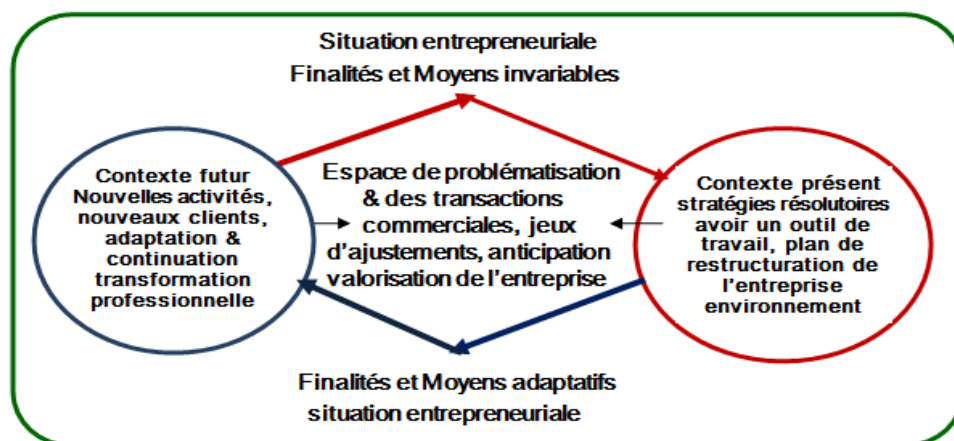 Situation entrepreneuriale
Finalités et Moyens invariables
Contexte futur
Nouvelles activités,
nouveaux clients,
adaptation &
continuation
transformation
professionnelle
Espace de problématisation
& des transactions
commerciales, jeux
d'ajustements, anticipation
valorisation de l'entreprise
Contexte présent
stratégies résolutoires
avoir un outil de
travail, plan de
restructuration de
l'entreprise
environnement
Finalités et Moyens adaptatifs
situation entrepreneuriale